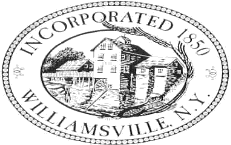 INCORPORATED 1850
WILLIAMSVILLE, N.Y.